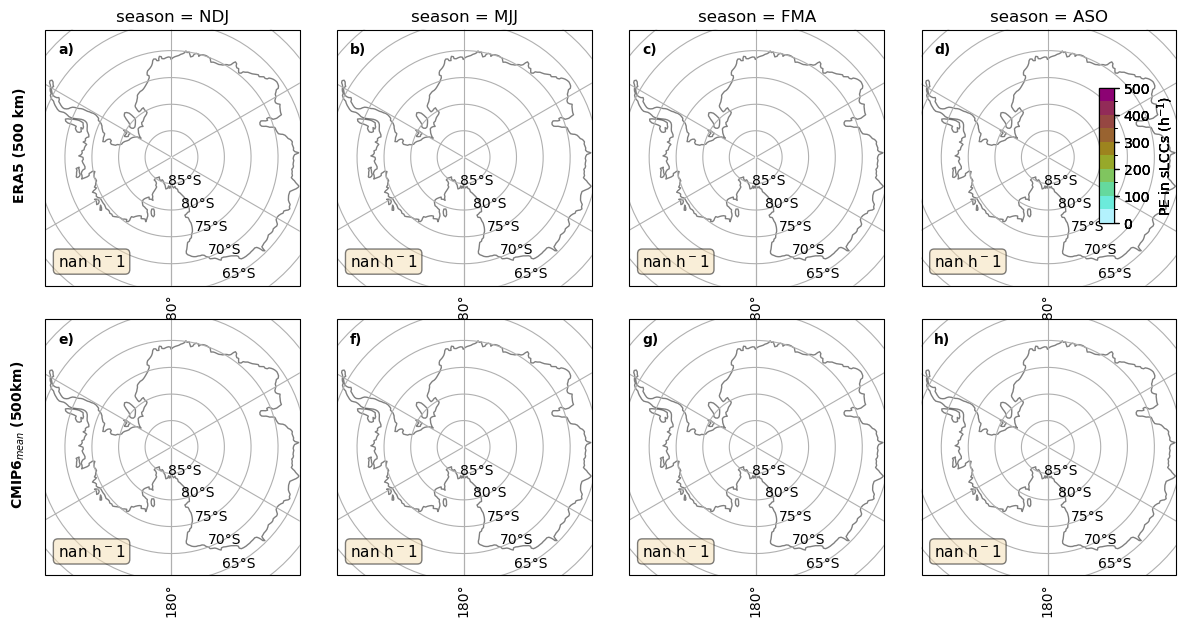 season = NDJ
season = MJJ
season = FMA
season = ASO
ERA5 (500 km)
a)
85°S
80°S
75°S
70°S
65°S
nan h⁻1
80°
b)
85°S
80°S
75°S
70°S
65°S
nan h⁻1
80°
c)
85°S
80°S
75°S
70°S
65°S
nan h⁻1
80°
d)
85°S
80°S
75°S
70°S
65°S
nan h⁻1
80°
500
400
300
200
100
0
PE in sLCCs (h⁻¹)
CMIP6mean (500km)
e)
85°S
80°S
75°S
70°S
65°S
nan h⁻1
180°
f)
85°S
80°S
75°S
70°S
65°S
nan h⁻1
180°
g)
85°S
80°S
75°S
70°S
65°S
nan h⁻1
180°
h)
85°S
80°S
75°S
70°S
65°S
nan h⁻1
180°